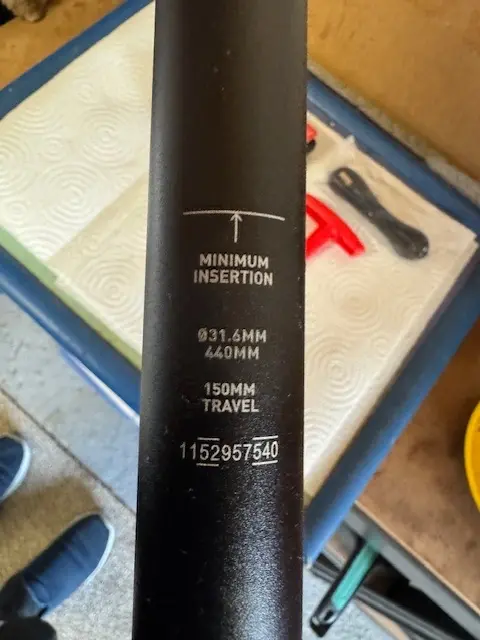 MINIMUM
INSERTION
Ø31.6MM
440MM
150MM
TRAVEL
1152957540